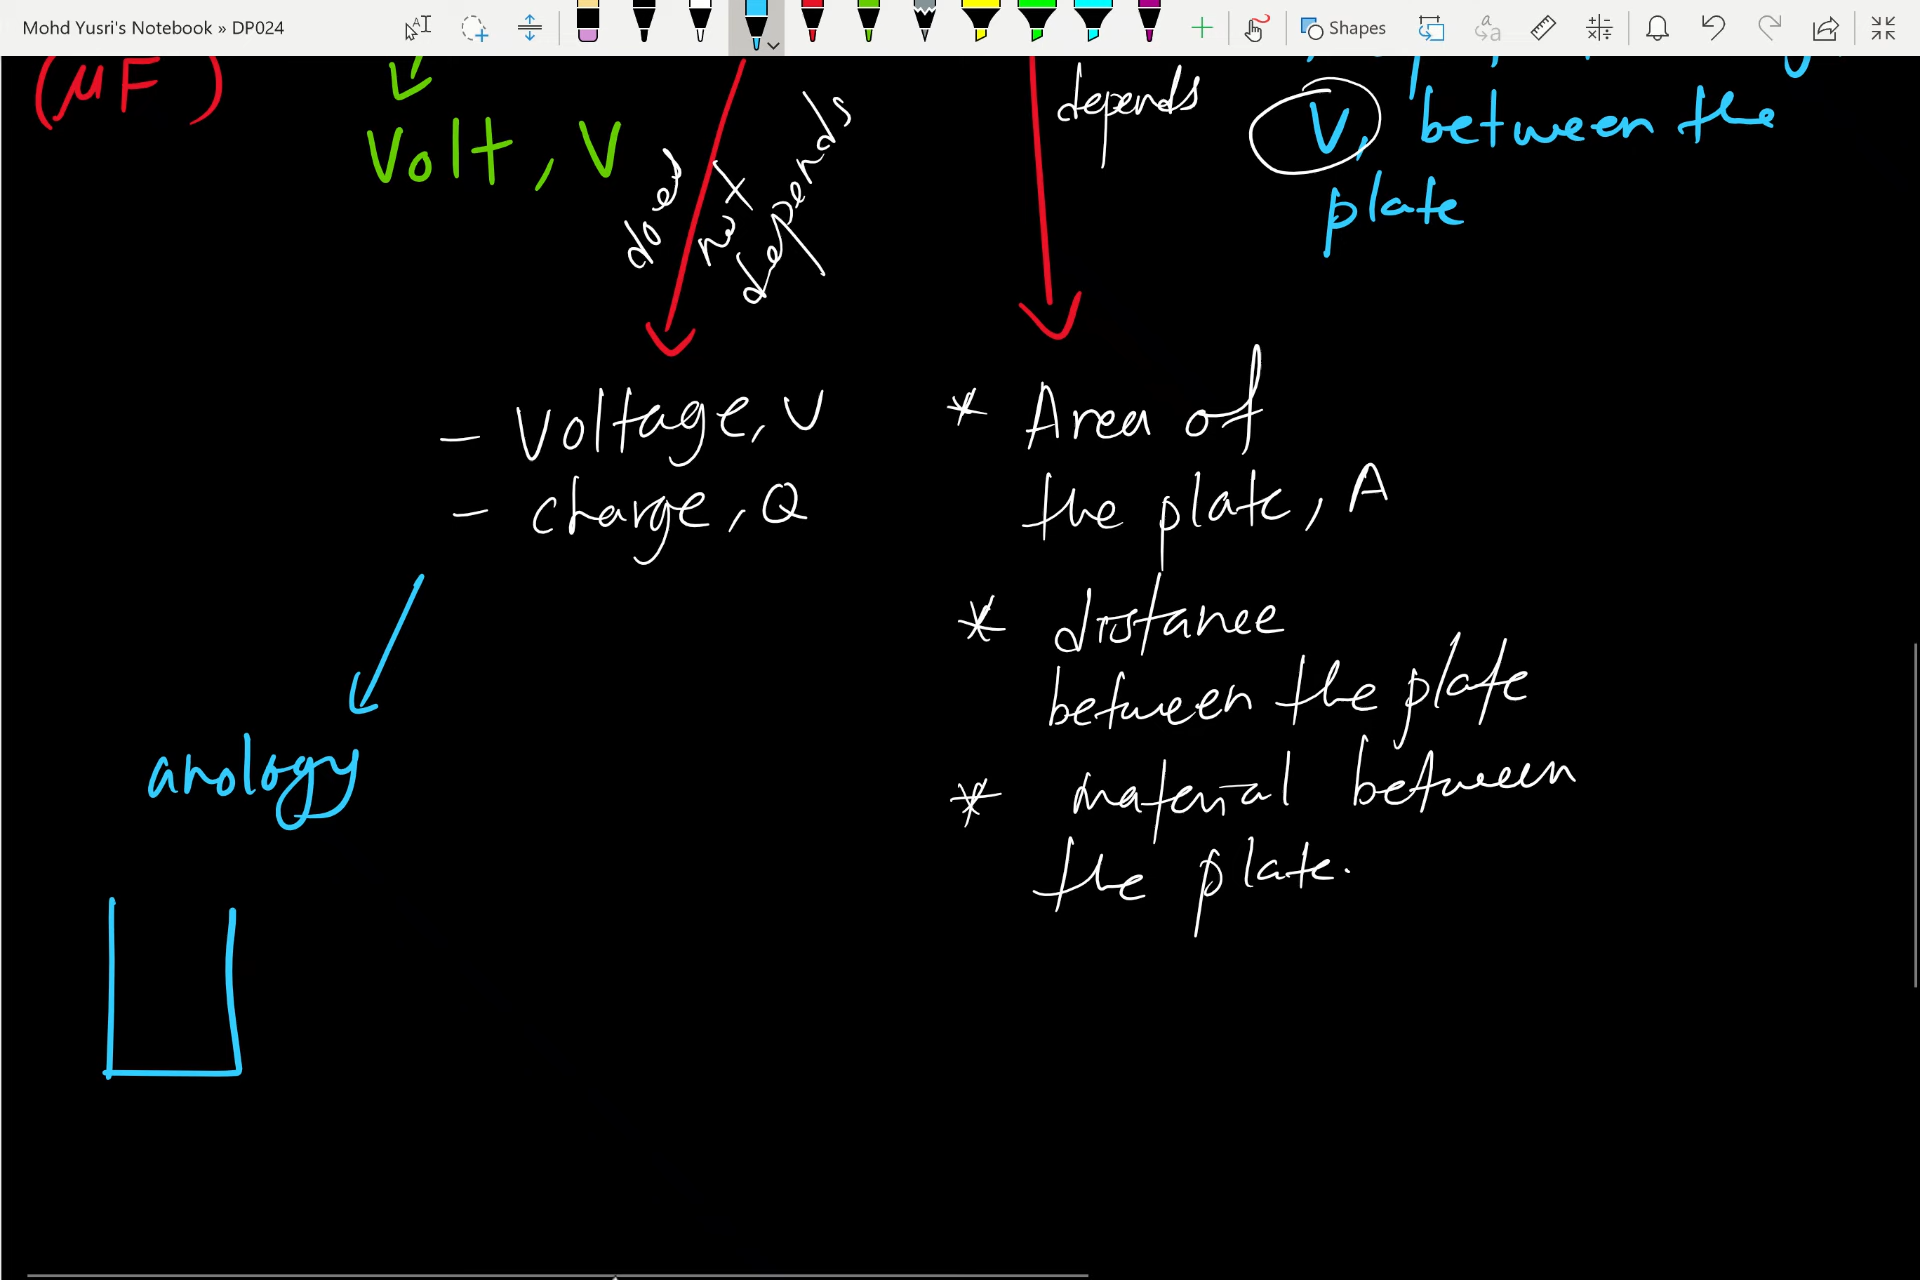 Mohd Yusri's Notebook » DP024
Shapes
(μF)
Volt, V
does
not
depends
depends
V, between the
plate
- Voltage, V
- charge, Q
* Area of
the plate, A
* distance
between the plate
* material between
the plate.
anology